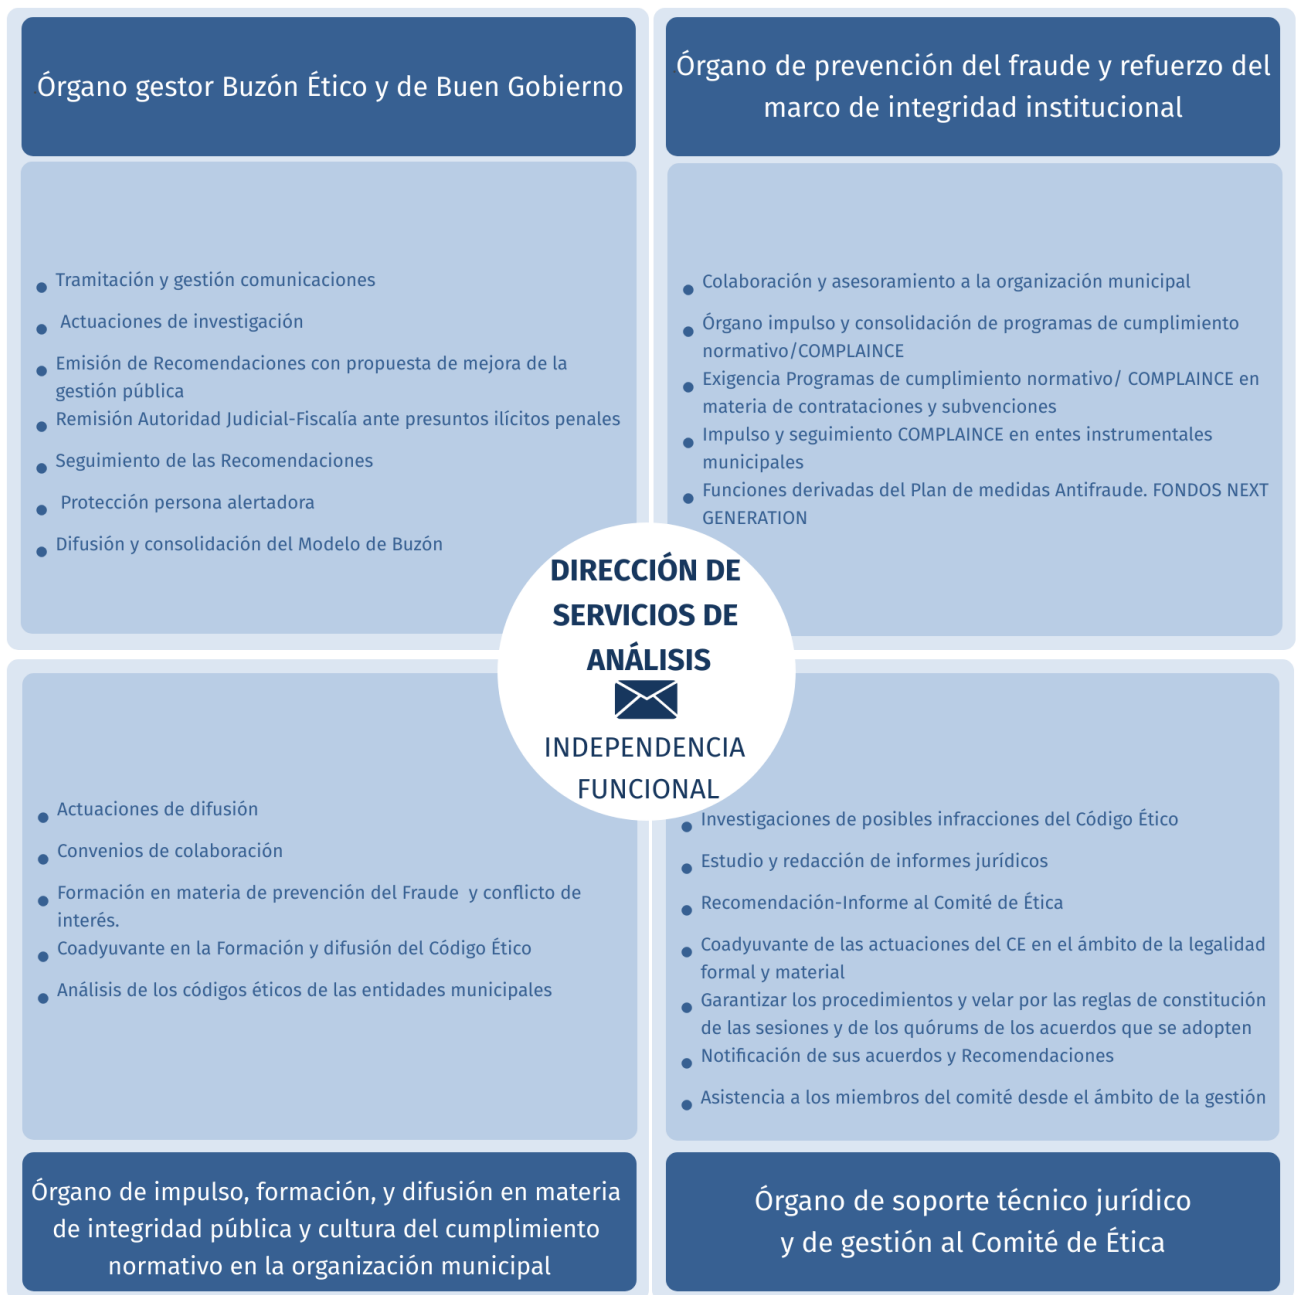 Órgano gestor Buzón Ético y de Buen Gobierno
Tramitación y gestión comunicaciones
Actuaciones de investigación
Emisión de Recomendaciones con propuesta de mejora de la
gestión pública
Remisión Autoridad Judicial-Fiscalía ante presuntos ilícitos penales
Seguimiento de las Recomendaciones
Protección persona alertadora
Difusión y consolidación del Modelo de Buzón
Órgano de prevención del fraude y refuerzo del
marco de integridad institucional
Colaboración y asesoramiento a la organización municipal
Órgano impulso y consolidación de programas de cumplimiento
normativo/COMPLAINCE
Exigencia Programas de cumplimiento normativo/ COMPLAINCE en
materia de contrataciones y subvenciones
Impulso y seguimiento COMPLAINCE en entes instrumentales
municipales
Funciones derivadas del Plan de medidas Antifraude. FONDOS NEXT
GENERATION
DIRECCIÓN DE
SERVICIOS DE
ANÁLISIS
INDEPENDENCIA
FUNCIONAL
Actuaciones de difusión
Convenios de colaboración
Formación en materia de prevención del Fraude  y conflicto de
interés.
Coadyuvante en la Formación y difusión del Código Ético
Análisis de los códigos éticos de las entidades municipales
Órgano de impulso, formación, y difusión en materia
de integridad pública y cultura del cumplimiento
normativo en la organización municipal
Investigaciones de posibles infracciones del Código Ético
Estudio y redacción de informes jurídicos
Recomendación-Informe al Comité de Ética
Coadyuvante de las actuaciones del CE en el ámbito de la legalidad
formal y material
Garantizar los procedimientos y velar por las reglas de constitución
de las sesiones y de los quórums de los acuerdos que se adopten
Notificación de sus acuerdos y Recomendaciones
Asistencia a los miembros del comité desde el ámbito de la gestión
Órgano de soporte técnico jurídico
y de gestión al Comité de Ética